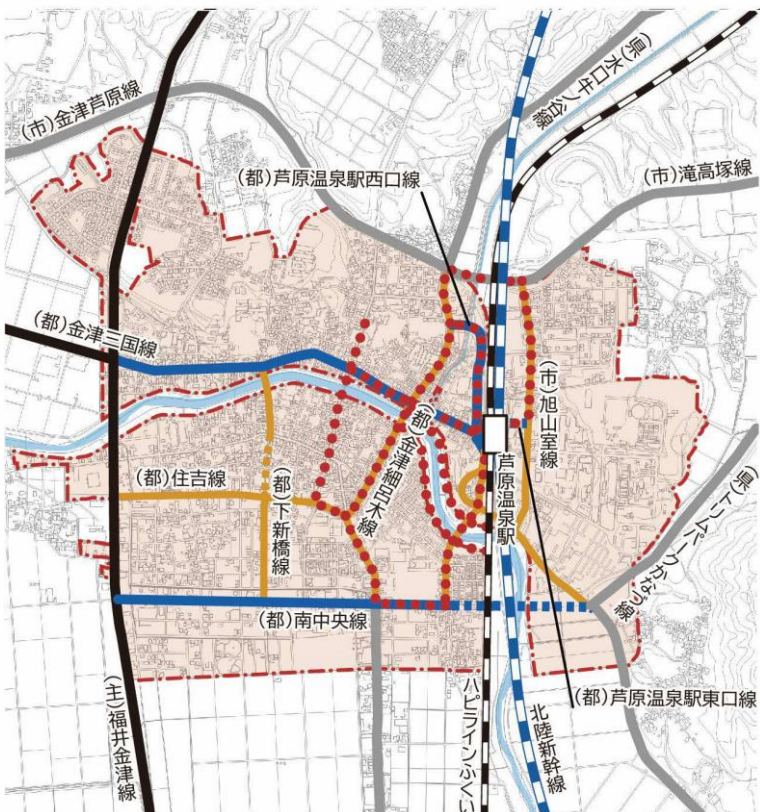 (県)水口牛ノ谷線
(市)金津芦原線
(都)芦原温泉駅西口線
(市)滝高塚線
(都)金津三国線
(市)旭山室線
(都)金津細呂木線
芦原温泉駅
(都)住吉線
(都)下新橋線
(県)トリムパークかなづ線
(都)南中央線
(主)福井金津線
ハピラインふくい
北陸新幹線
(都)芦原温泉駅東口線